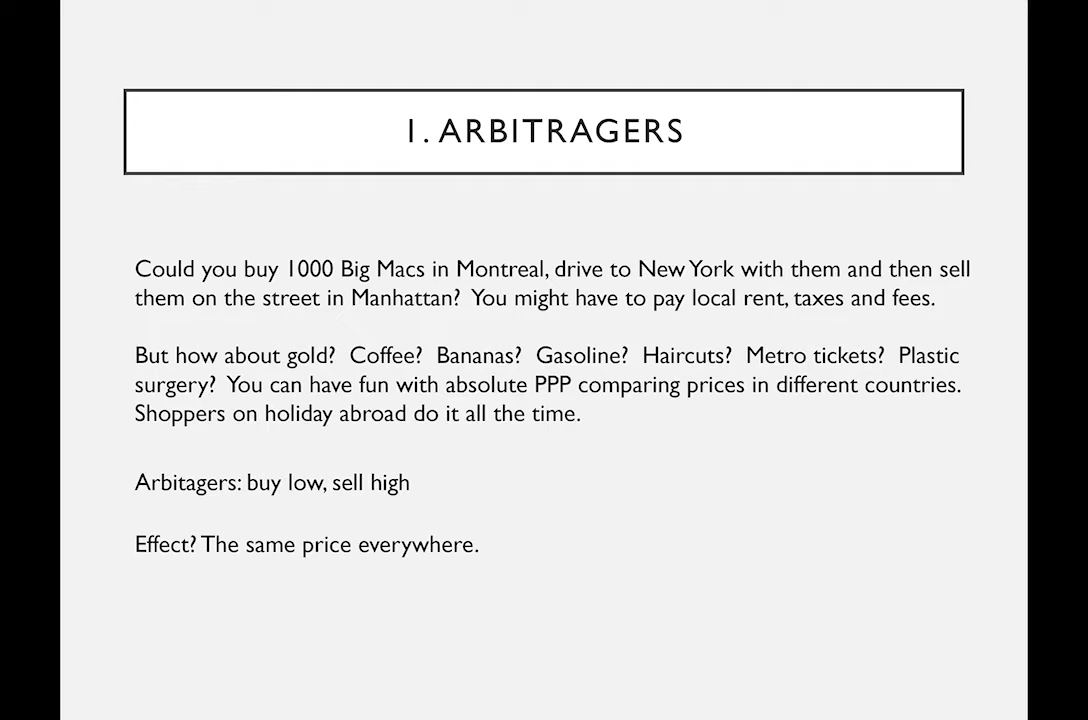 1. ARBITRAGERS
Could you buy 1000 Big Macs in Montreal, drive to New York with them and then sell
them on the street in Manhattan? You might have to pay local rent, taxes and fees.
But how about gold? Coffee? Bananas? Gasoline? Haircuts? Metro tickets? Plastic
surgery? You can have fun with absolute PPP comparing prices in different countries.
Shoppers on holiday abroad do it all the time.
Arbitagers: buy low, sell high
Effect? The same price everywhere.